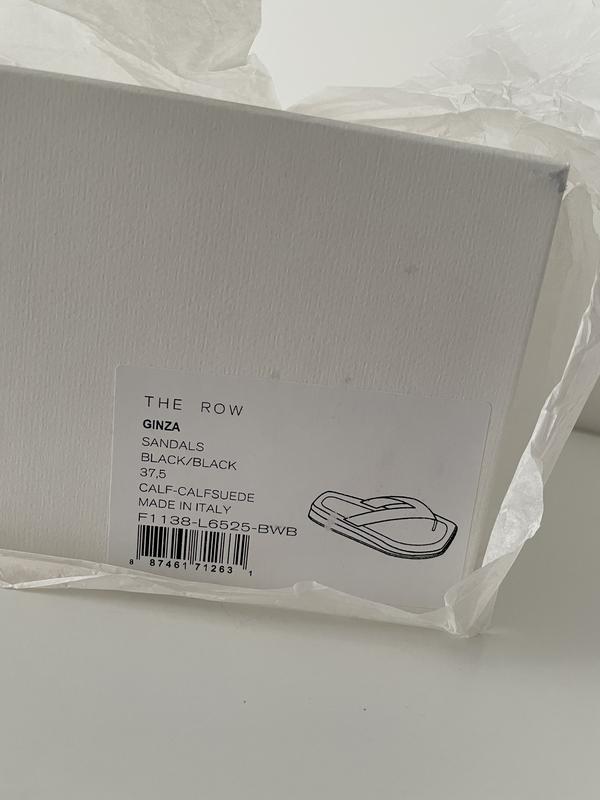 THE ROW
GINZA
SANDALS
BLACK/BLACK
37,5
CALF-CALFSUEDE
MADE IN ITALY
F1138-L6525-BWB
8 87461 71263 1